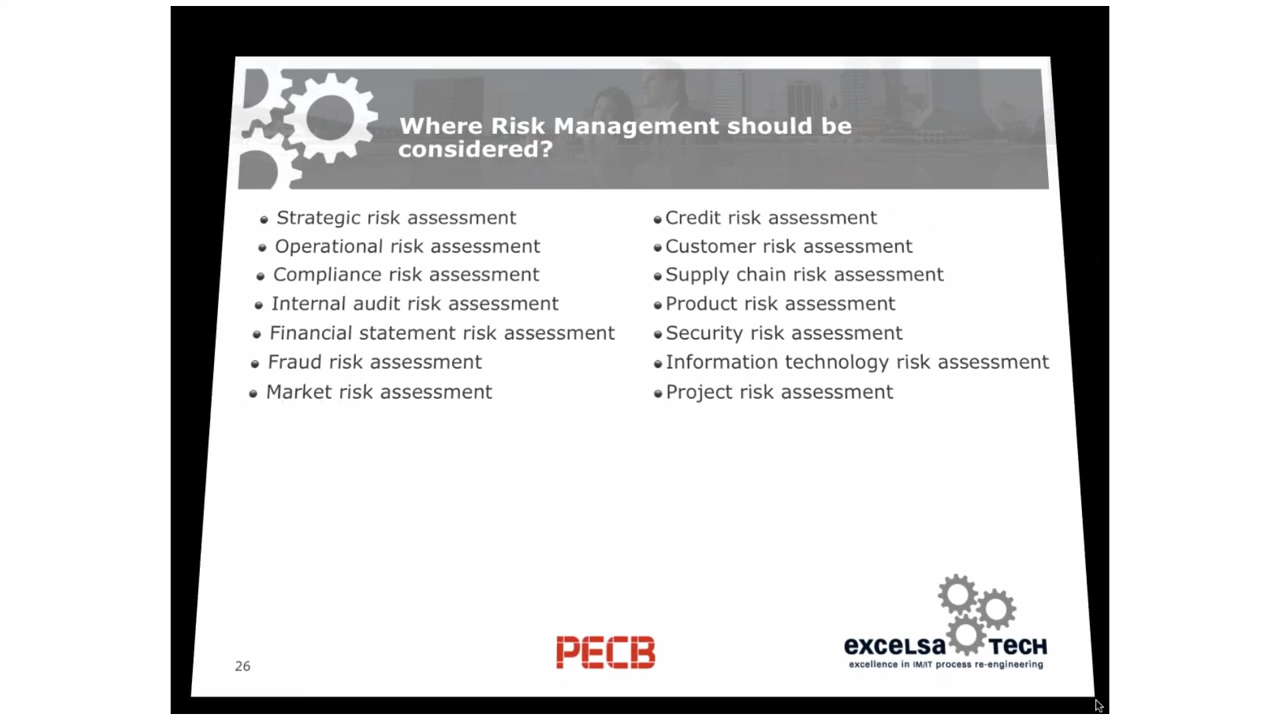 Where Risk Management should be
considered?
Strategic risk assessment
Operational risk assessment
Compliance risk assessment
Internal audit risk assessment
Financial statement risk assessment
Fraud risk assessment
Market risk assessment
Credit risk assessment
Customer risk assessment
Supply chain risk assessment
Product risk assessment
Security risk assessment
Information technology risk assessment
Project risk assessment
26
PECB
EXCELSA TECH
excellence in IM/IT process re-engineering